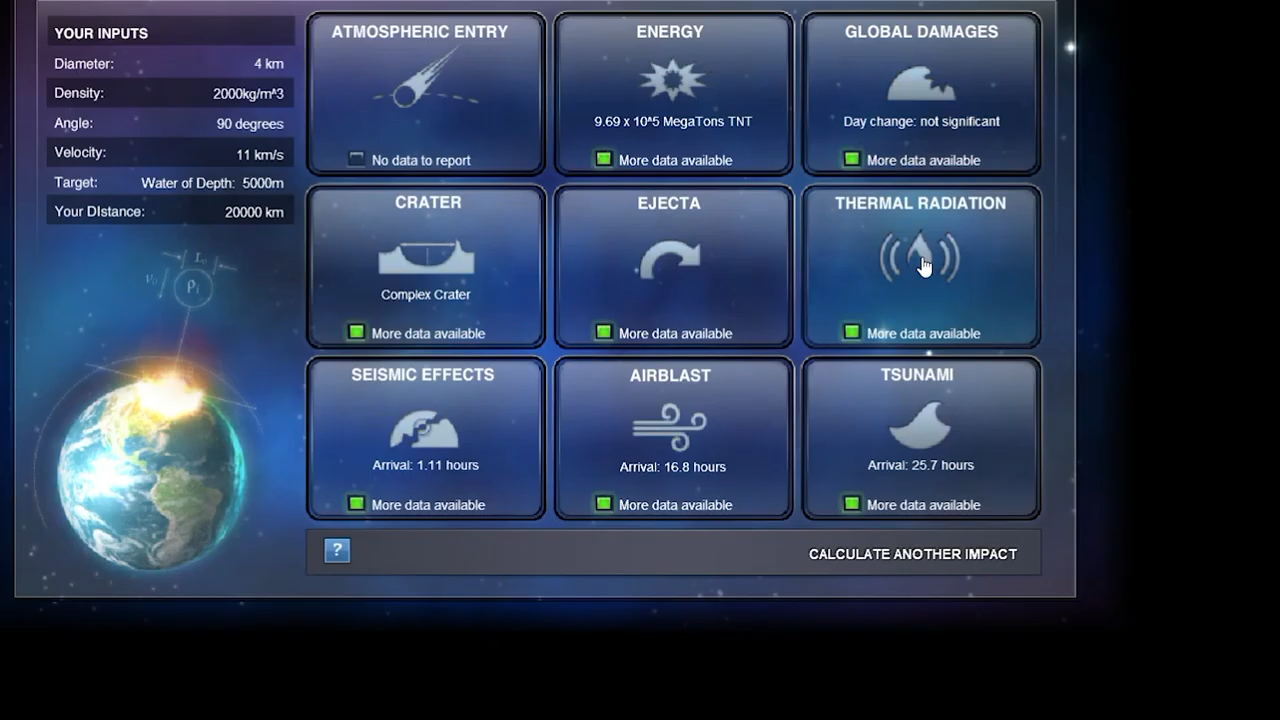 YOUR INPUTS
Diameter: 4 km
Density: 2000kg/m^3
Angle: 90 degrees
Velocity: 11 km/s
Target: Water of Depth: 5000m
Your DIstance: 20000 km
ATMOSPHERIC ENTRY
No data to report
ENERGY
9.69 x 10^5 MegaTons TNT
More data available
GLOBAL DAMAGES
Day change: not significant
More data available
CRATER
Complex Crater
More data available
EJECTA
More data available
THERMAL RADIATION
More data available
SEISMIC EFFECTS
Arrival: 1.11 hours
More data available
AIRBLAST
Arrival: 16.8 hours
More data available
TSUNAMI
Arrival: 25.7 hours
More data available
?
CALCULATE ANOTHER IMPACT